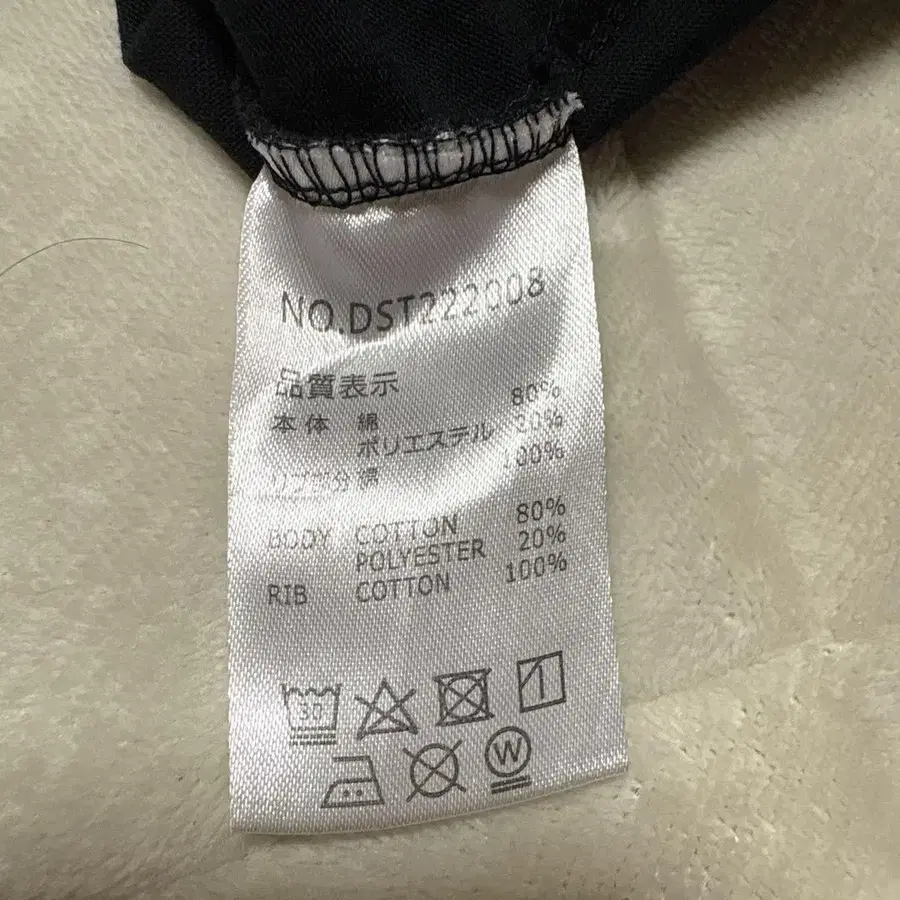 NO.DST222008
品質表示
本体 綿 80%
ポリエステル 20%
リブ部分 綿 100%
BODY COTTON 80%
POLYESTER 20%
RIB COTTON 100%
30
W